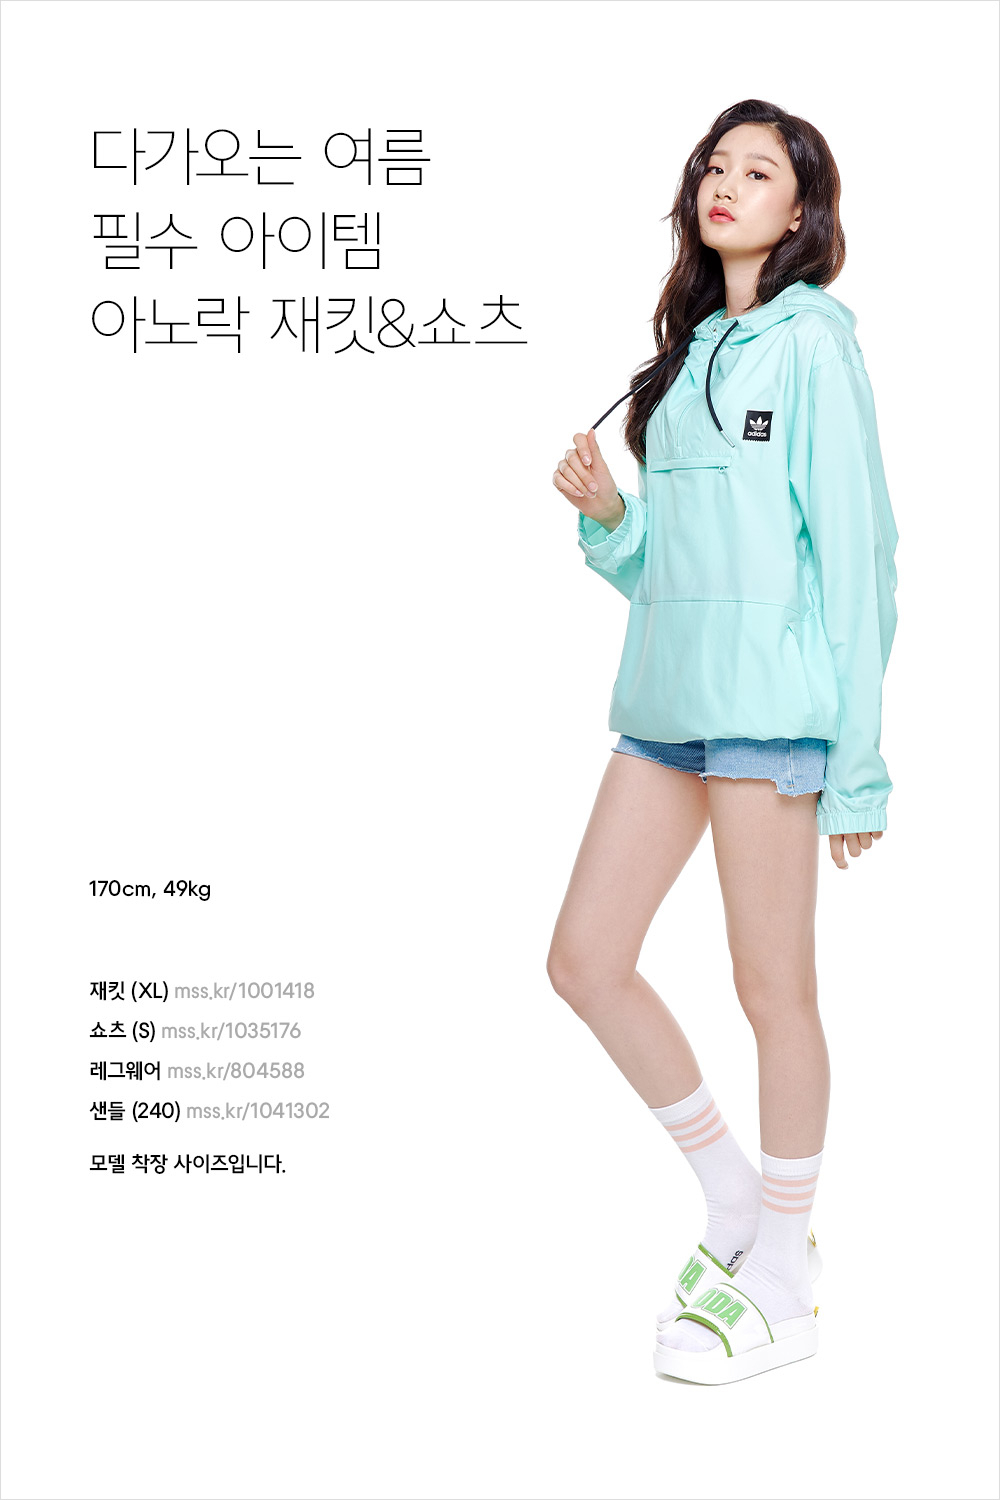 다가오는 여름
필수 아이템
아노락 재킷&쇼츠
adidas
170cm, 49kg
재킷 (XL) mss.kr/1001418
쇼츠 (S) mss.kr/1035176
레그웨어 mss.kr/804588
샌들 (240) mss.kr/1041302
모델 착장 사이즈입니다.